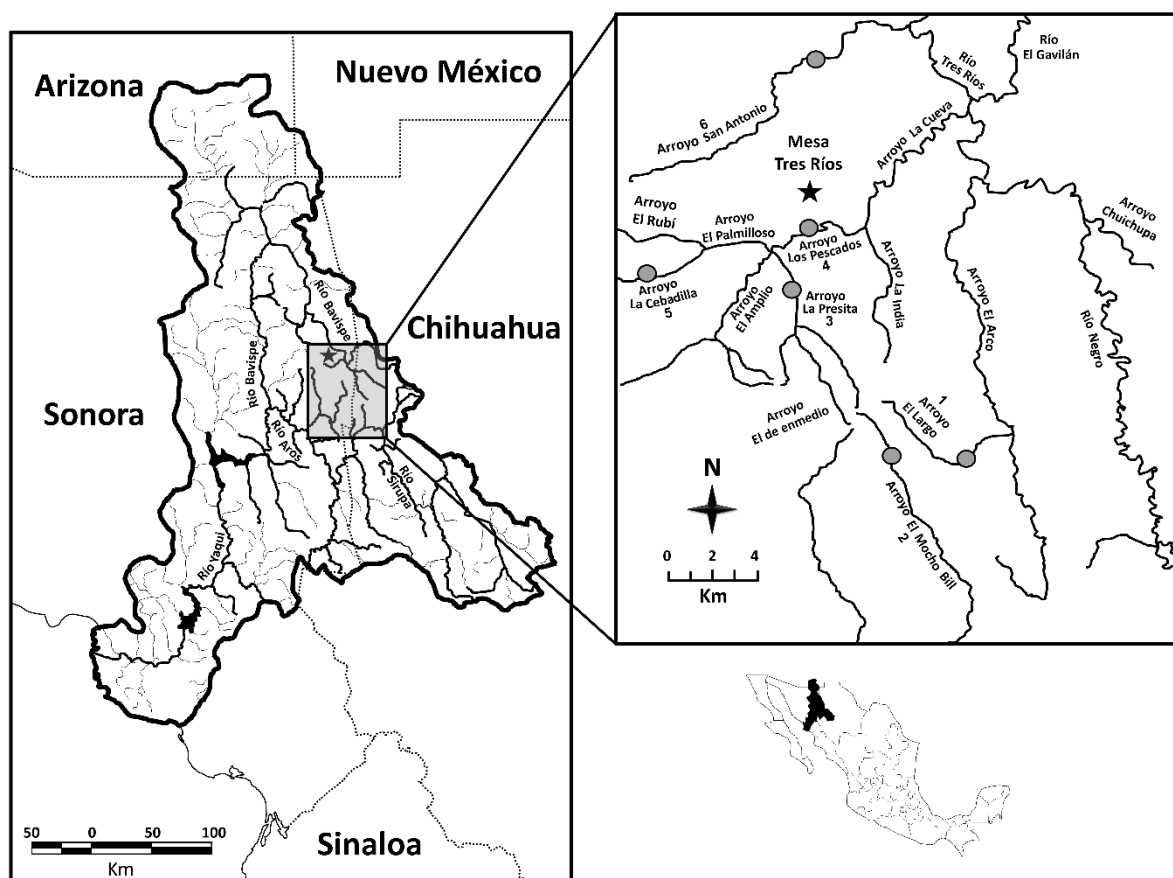 Arizona
Nuevo México
Chihuahua
Sonora
Sinaloa
Río Bavispe
Río Bavispe
Río Aros
Río Sirupa
Río Yaqui
50 0 50 100
Km
Río
El Gavilán
Río
Tres Ríos
6
Arroyo San Antonio
Arroyo La Cueva
Mesa
Tres Ríos
Arroyo
El Rubí
Arroyo
El Palmilloso
Arroyo
Los Pescados
4
Arroyo
Chuichupa
Arroyo
La Cebadilla
5
Arroyo
El Amplio
Arroyo
La Presita
3
Arroyo La India
Arroyo El Arco
Río Negro
Arroyo
El de enmedio
1
Arroyo
El Largo
Arroyo El Mocho Bill
2
N
0 2 4
Km